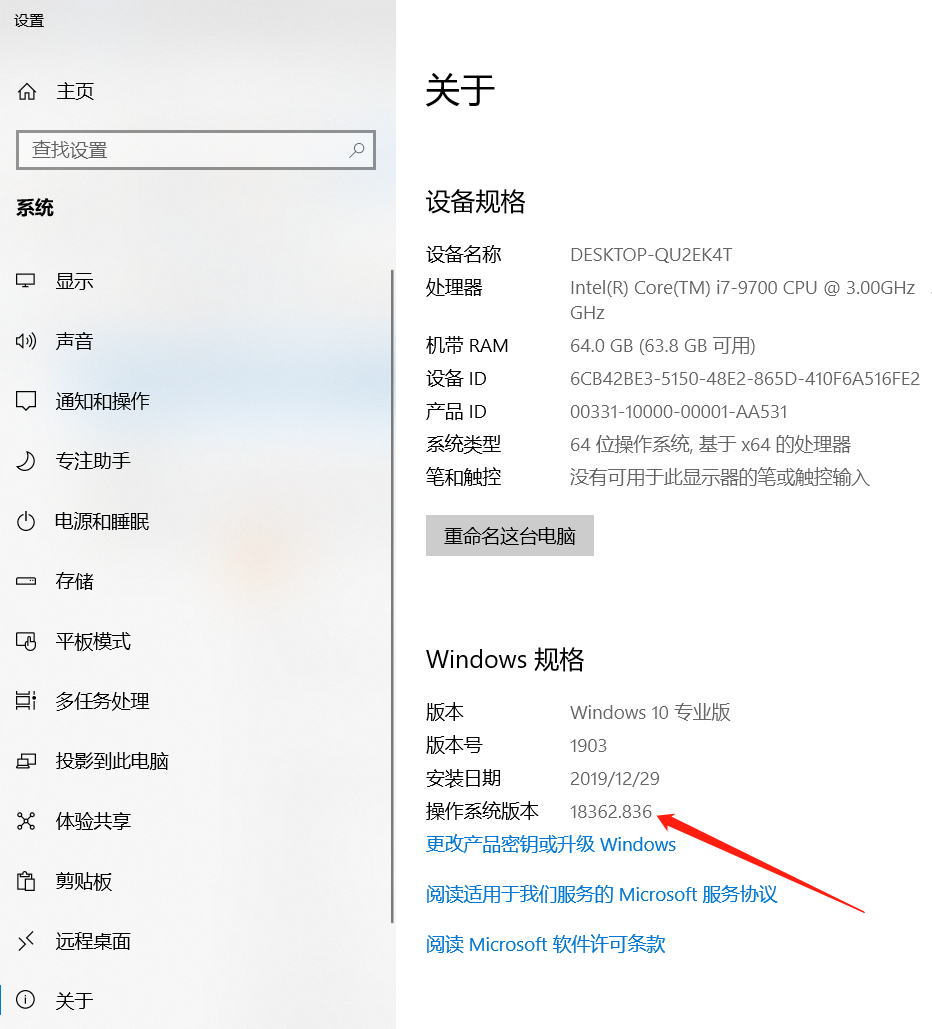 设置
主页
查找设置
系统
显示
声音
通知和操作
专注助手
电源和睡眠
存储
平板模式
多任务处理
投影到此电脑
体验共享
剪贴板
远程桌面
关于
关于
设备规格
设备名称 DESKTOP-QU2EK4T
处理器 Intel(R) Core(TM) i7-9700 CPU @ 3.00GHz
GHz
机带 RAM 64.0 GB (63.8 GB 可用)
设备 ID 6CB42BE3-5150-48E2-865D-410F6A516FE2
产品 ID 00331-10000-00001-AA531
系统类型 64 位操作系统, 基于 x64 的处理器
笔和触控 没有可用于此显示器的笔或触控输入
重命名这台电脑
Windows 规格
版本 Windows 10 专业版
版本号 1903
安装日期 2019/12/29
操作系统版本 18362.836
更改产品密钥或升级 Windows
阅读适用于我们服务的 Microsoft 服务协议
阅读 Microsoft 软件许可条款